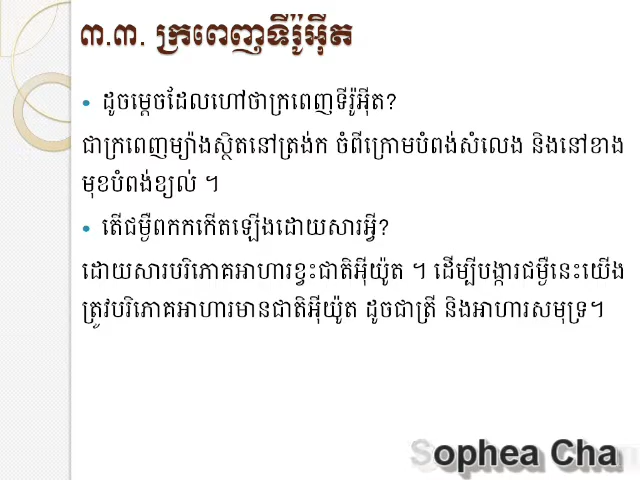 ៣.៣. ក្រពេញទីរ៉ូអ៊ីត
• ដូចម្ដេចដែលហៅថាក្រពេញទីរ៉ូអ៊ីត?
ជាក្រពេញម្យ៉ាងស្ថិតនៅត្រង់ក ចំពីក្រោមបំពង់សំលេង និងនៅខាង
មុខបំពង់ខ្យល់ ។
• តើជម្ងឺពកកកើតឡើងដោយសារអ្វី?
ដោយសារបរិភោគអាហារខ្វះជាតិអ៊ីយ៉ូត ។ ដើម្បីបង្ការជម្ងឺនេះយើង
ត្រូវបរិភោគអាហារមានជាតិអ៊ីយ៉ូត ដូចជាត្រី និងអាហារសមុទ្រ។
Sophea Cha